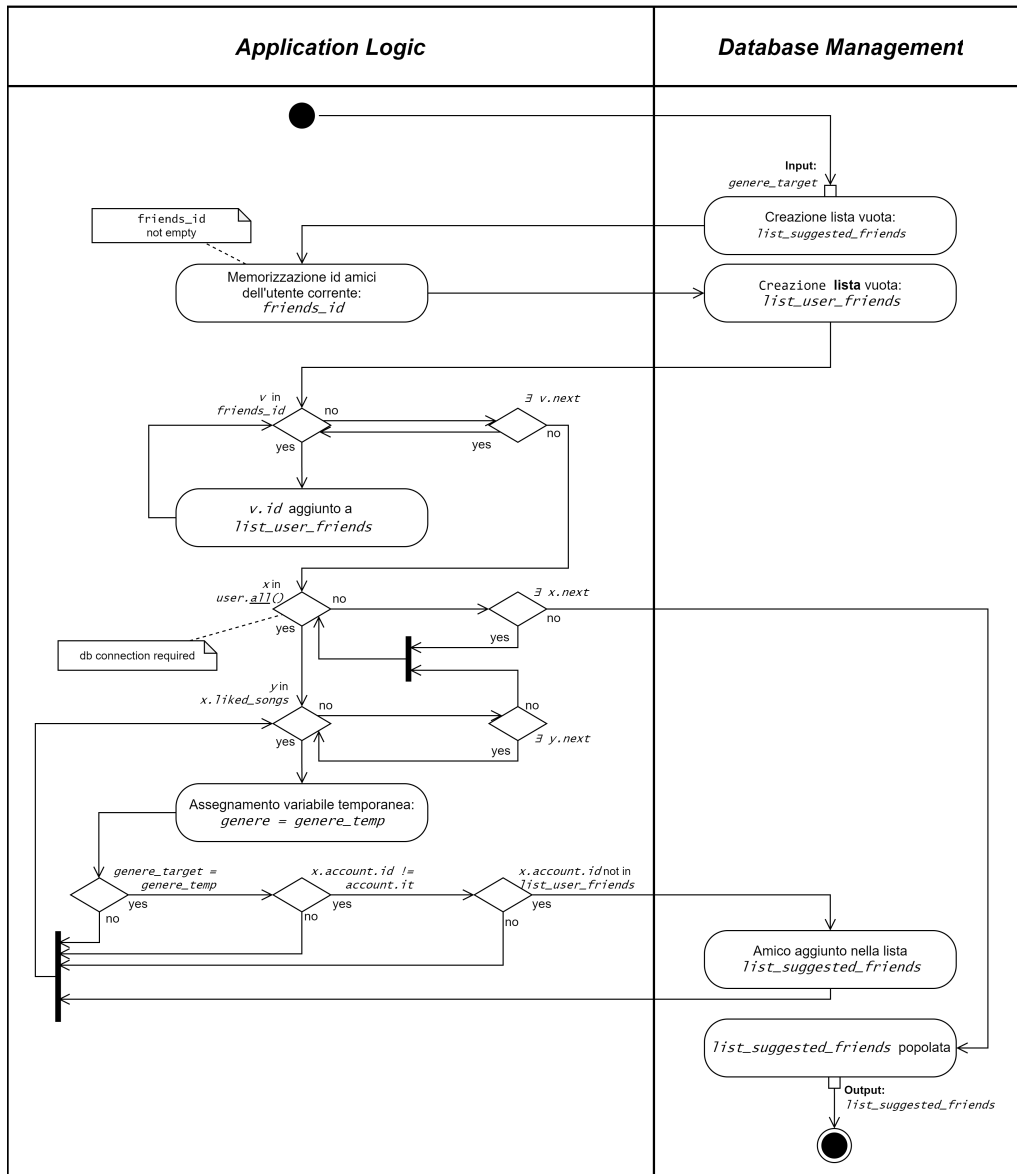 Application Logic
Database Management
Input:
genere_target
Creazione lista vuota:
list_suggested_friends
friends_id
not empty
Memorizzazione id amici
dell'utente corrente:
friends_id
Creazione lista vuota:
list_user_friends
v in
friends_id
no
yes
∃ v.next
no
yes
v.id aggiunto a
list_user_friends
x in
user.all()
no
yes
∃ x.next
no
yes
db connection required
y in
x.liked_songs
no
yes
no
∃ y.next
yes
Assegnamento variabile temporanea:
genere = genere_temp
genere_target =
genere_temp
yes
no
x.account.id !=
account.it
yes
no
x.account.id not in
list_user_friends
yes
no
Amico aggiunto nella lista
list_suggested_friends
list_suggested_friends popolata
Output:
list_suggested_friends